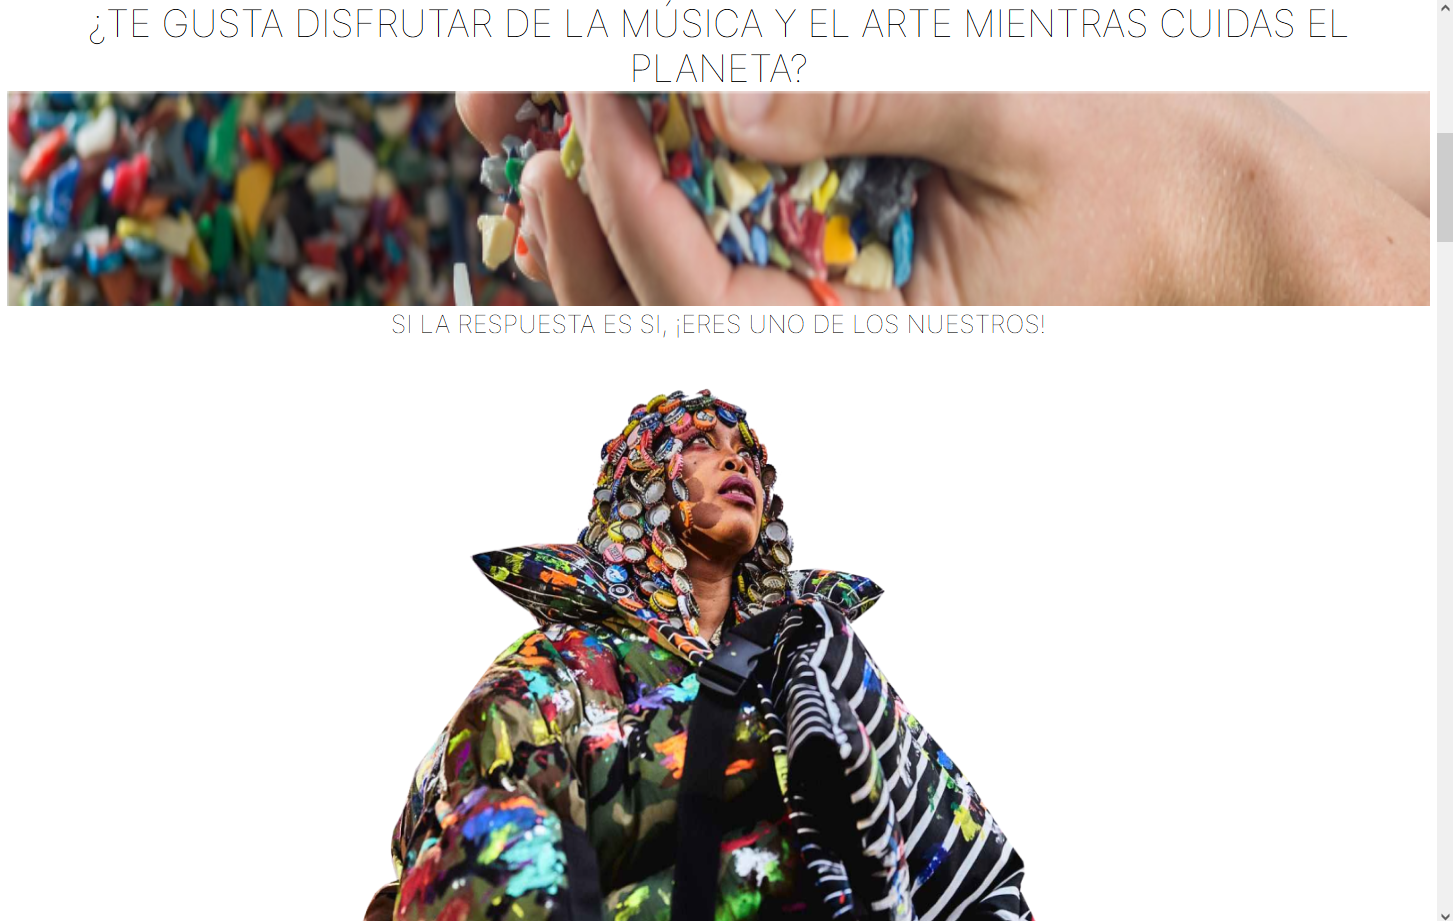 ¿TE GUSTA DISFRUTAR DE LA MÚSICA Y EL ARTE MIENTRAS CUIDAS EL
PLANETA?
SI LA RESPUESTA ES SI, ¡ERES UNO DE LOS NUESTROS!